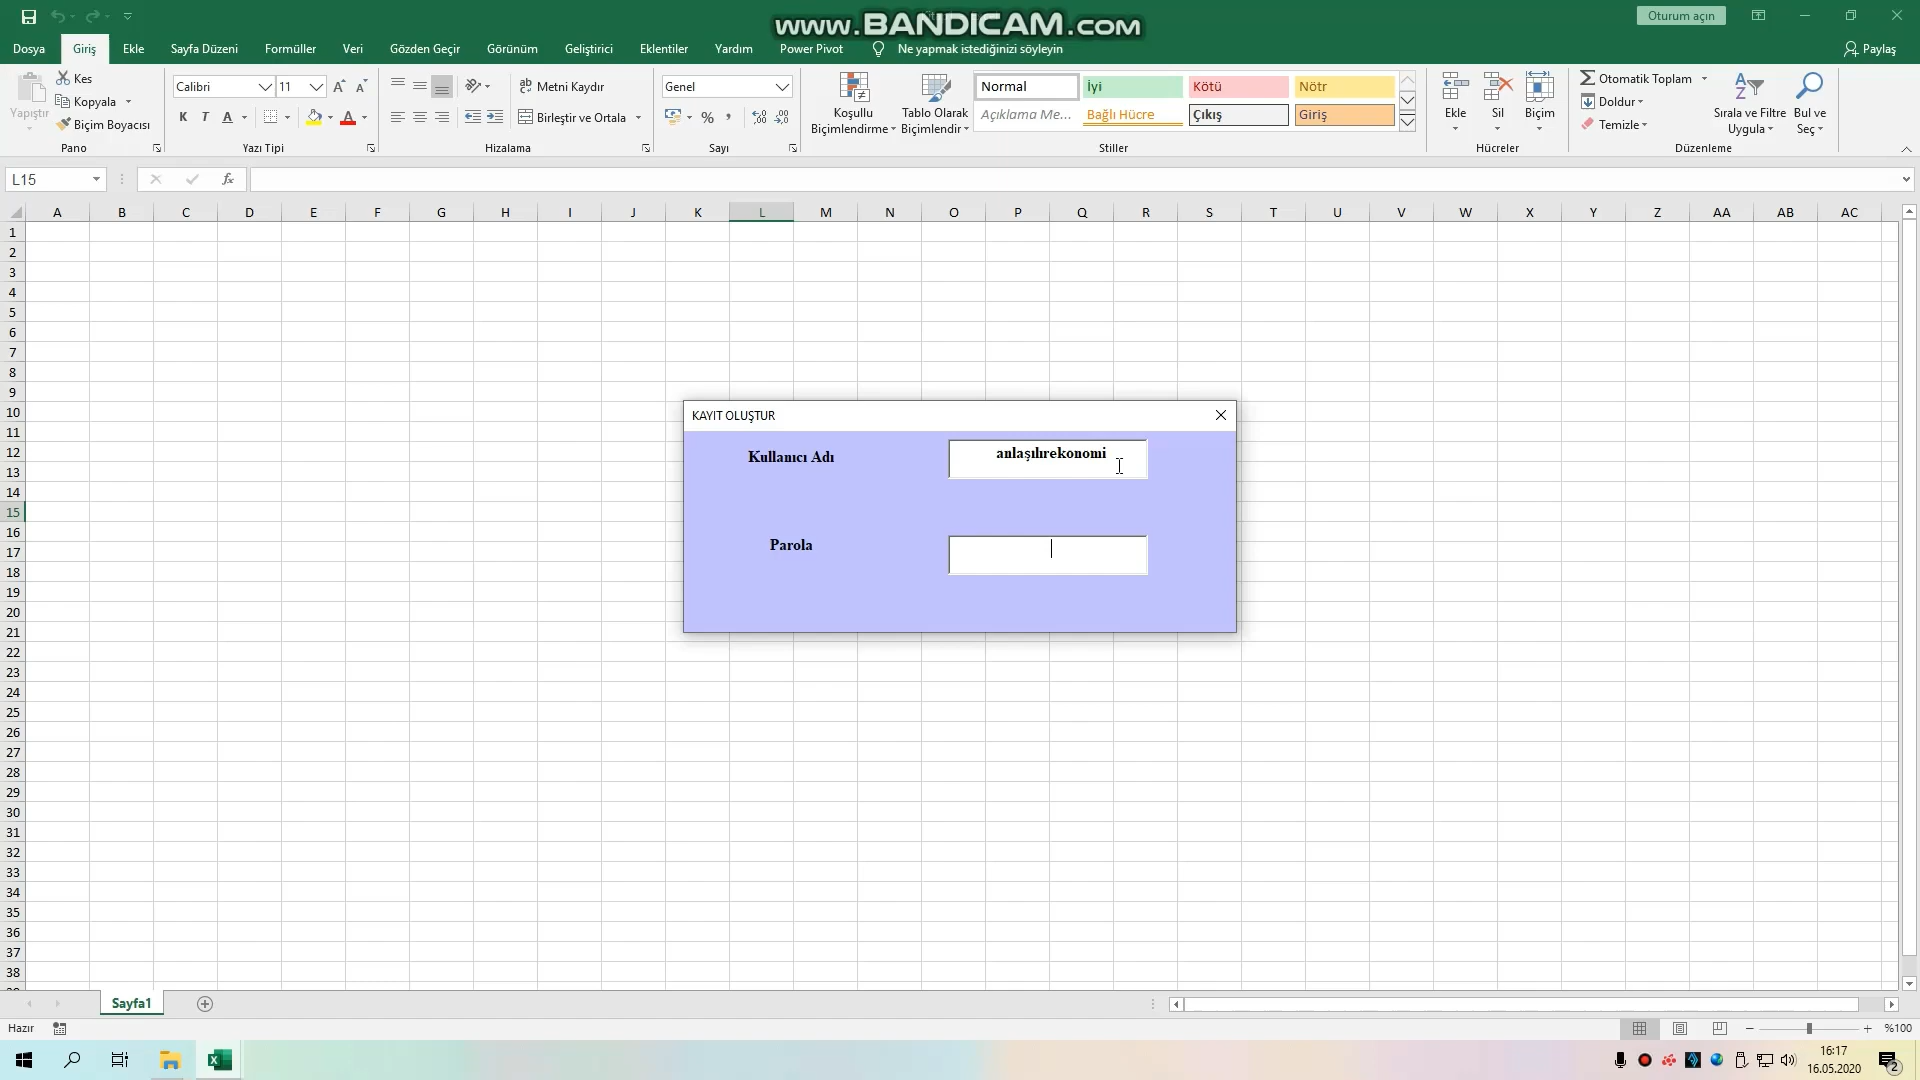 www.BANDICAM.com
Oturum açın
Dosya Giriş Ekle Sayfa Düzeni Formüller Veri Gözden Geçir Görünüm Geliştirici Eklentiler Yardım Power Pivot Ne yapmak istediğinizi söyleyin Paylaş
Yapıştır
Kes
Kopyala
Biçim Boyacısı
Pano
Calibri 11
K T A
Yazı Tipi
Metni Kaydır
Birleştir ve Ortala
Hizalama
Genel
%
Sayı
Koşullu Biçimlendirme
Tablo Olarak Biçimlendir
Normal İyi Kötü Nötr
Açıklama Me... Bağlı Hücre Çıkış Giriş
Stiller
Ekle Sil Biçim
Hücreler
Otomatik Toplam
Doldur
Temizle
Sırala ve Filtre Uygula
Bul ve Seç
Düzenleme
L15
fx
A B C D E F G H I J K L M N O P Q R S T U V W X Y Z AA AB AC
1
2
3
4
5
6
7
8
9
10
11
12
13
14
15
16
17
18
19
20
21
22
23
24
25
26
27
28
29
30
31
32
33
34
35
36
37
38
KAYIT OLUŞTUR
Kullanıcı Adı anlaşılırekonomi
Parola
Sayfa1
Hazır
%100
16:17
16.05.2020
2